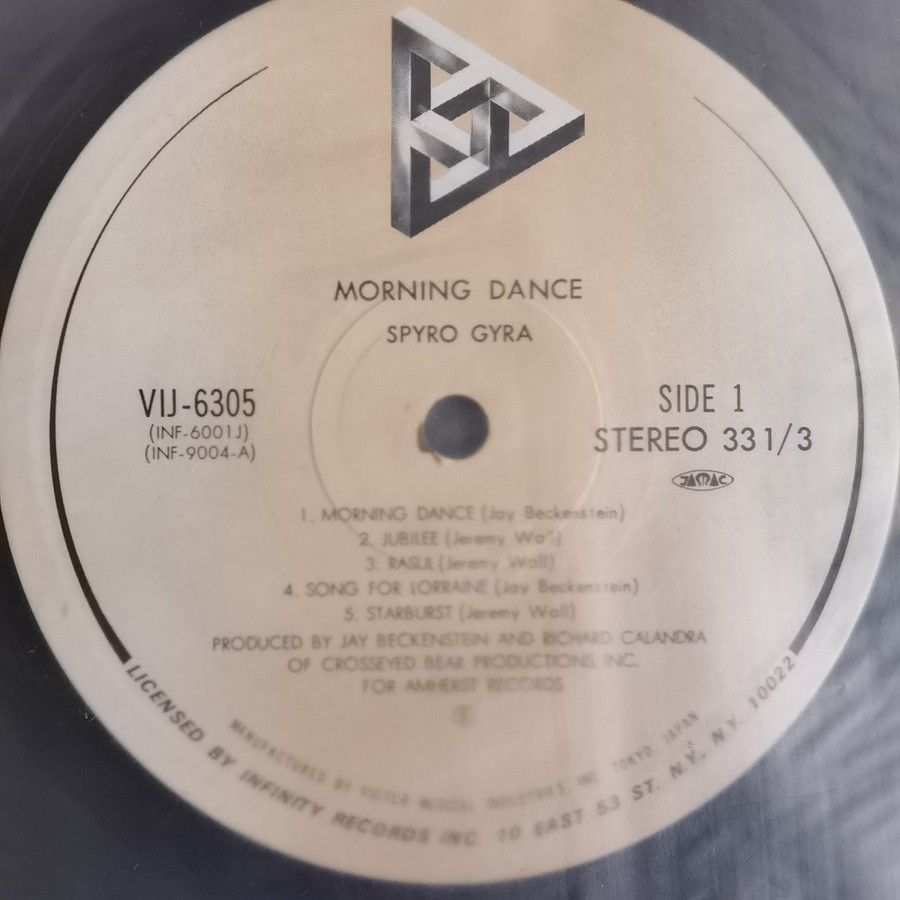 MORNING DANCE
SPYRO GYRA
VIJ-6305
(INF-6001J)
(INF-9004-A)
SIDE 1
STEREO 33 1/3
JASRAC
1. MORNING DANCE (Jay Beckenstein)
2. JUBILEE (Jeremy Wall)
3. RASUL (Jeremy Wall)
4. SONG FOR LORRAINE (Jay Beckenstein)
5. STARBURST (Jeremy Wall)
PRODUCED BY JAY BECKENSTEIN AND RICHARD CALANDRA
OF CROSSEYED BEAR PRODUCTIONS, INC.
FOR AMHERST RECORDS
MANUFACTURED BY VICTOR MUSICAL INDUSTRIES, INC. TOKYO, JAPAN
LICENSED BY INFINITY RECORDS INC. 10 EAST 53 ST. N.Y., N.Y. 10022